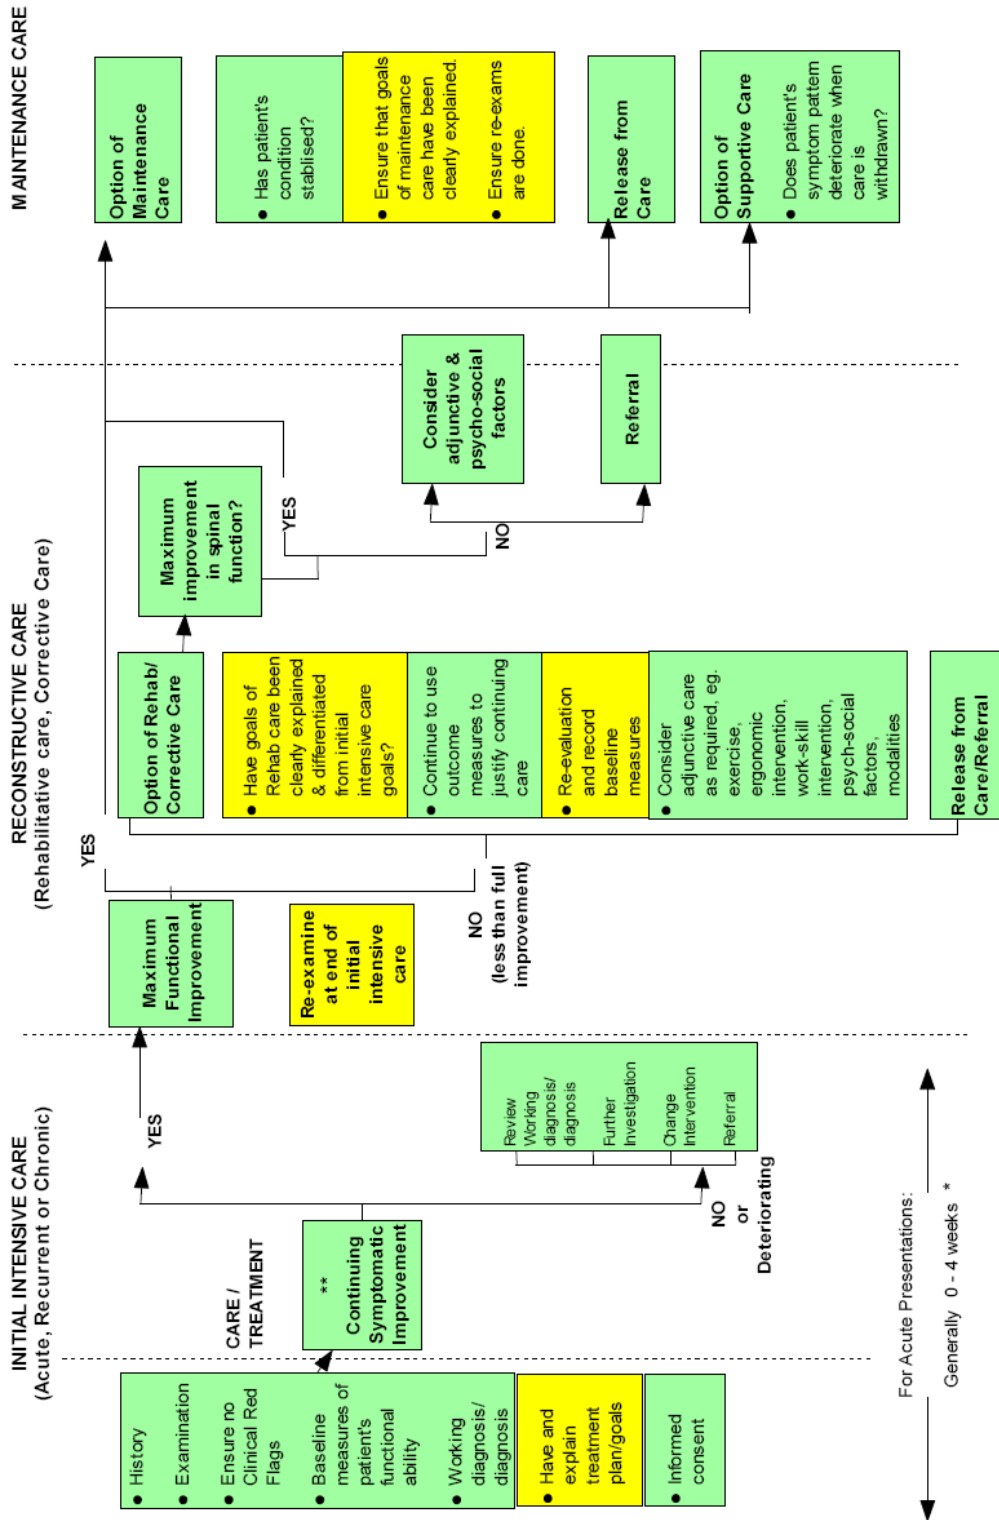 INITIAL INTENSIVE CARE
(Acute, Recurrent or Chronic)
RECONSTRUCTIVE CARE
(Rehabilitative care, Corrective Care)
MAINTENANCE CARE
● History
● Examination
● Ensure no
Clinical Red
Flags
● Baseline
measures of
patient's
functional
ability
● Working
diagnosis/
diagnosis
● Have and
explain
treatment
plan/goals
● Informed
consent
CARE /
TREATMENT
**
Continuing
Symptomatic
Improvement
YES
NO
or
Deteriorating
Review
Working
diagnosis/
diagnosis
Further
Investigation
Change
Intervention
Referral
For Acute Presentations:
Generally 0 - 4 weeks *
Maximum
Functional
Improvement
Re-examine
at end of
initial
intensive
care
YES
NO
(less than full
improvement)
Option of Rehab/
Corrective Care
● Have goals of
Rehab care been
clearly explained
& differentiated
from initial
intensive care
goals?
● Continue to use
outcome
measures to
justify continuing
care
● Re-evaluation
and record
baseline
measures
● Consider
adjunctive care
as required, eg.
exercise,
ergonomic
intervention,
work-skill
intervention,
psych-social
factors,
modalities
Release from
Care/Referral
Maximum
improvement
in spinal
function?
YES
NO
Consider
adjunctive &
psycho-social
factors
Referral
Option of
Maintenance
Care
● Has patient's
condition
stablised?
● Ensure that goals
of maintenance
care have been
clearly explained.
● Ensure re-exams
are done.
Release from
Care
Option of
Supportive Care
● Does patient's
symptom pattem
deteriorate when
care is
withdrawn?